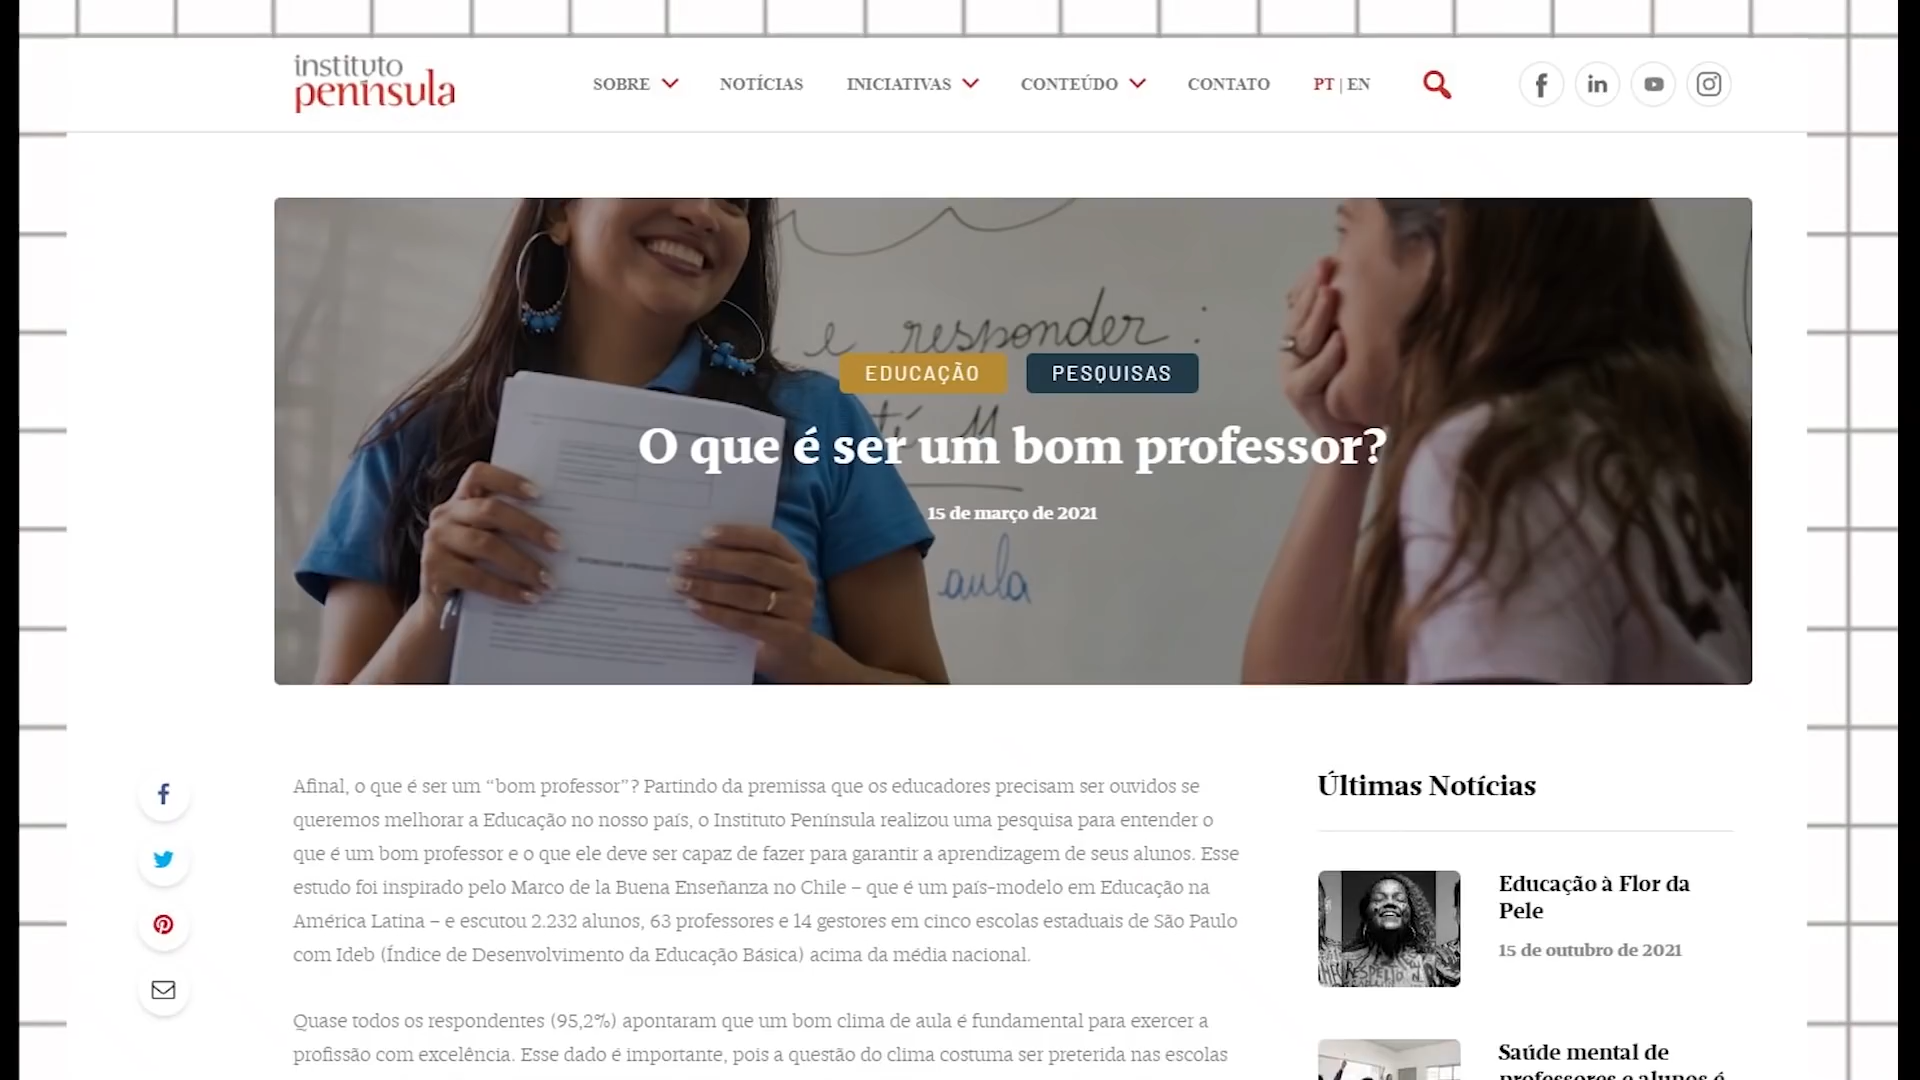 instituto
península
SOBRE NOTÍCIAS INICIATIVAS CONTEÚDO CONTATO PT | EN
e responder:
EDUCAÇÃO PESQUISAS
O que é ser um bom professor?
15 de março de 2021
aula
Afinal, o que é ser um “bom professor”? Partindo da premissa que os educadores precisam ser ouvidos se
queremos melhorar a Educação no nosso país, o Instituto Península realizou uma pesquisa para entender o
que é um bom professor e o que ele deve ser capaz de fazer para garantir a aprendizagem de seus alunos. Esse
estudo foi inspirado pelo Marco de la Buena Enseñanza no Chile – que é um país-modelo em Educação na
América Latina – e escutou 2.232 alunos, 63 professores e 14 gestores em cinco escolas estaduais de São Paulo
com Ideb (Índice de Desenvolvimento da Educação Básica) acima da média nacional.
Quase todos os respondentes (95,2%) apontaram que um bom clima de aula é fundamental para exercer a
profissão com excelência. Esse dado é importante, pois a questão do clima costuma ser preterida nas escolas
Últimas Notícias
Educação à Flor da
Pele
15 de outubro de 2021
Saúde mental de
professores e alunos é